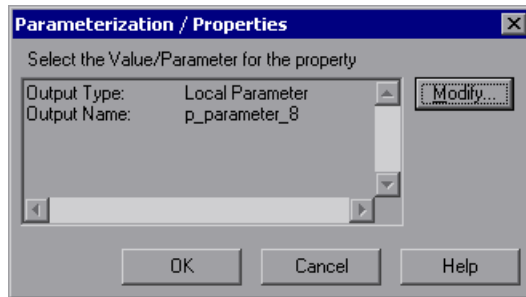 Parameterization / Properties
Select the Value/Parameter for the property
Output Type: Local Parameter
Output Name: p_parameter_8
Modify...
OK
Cancel
Help